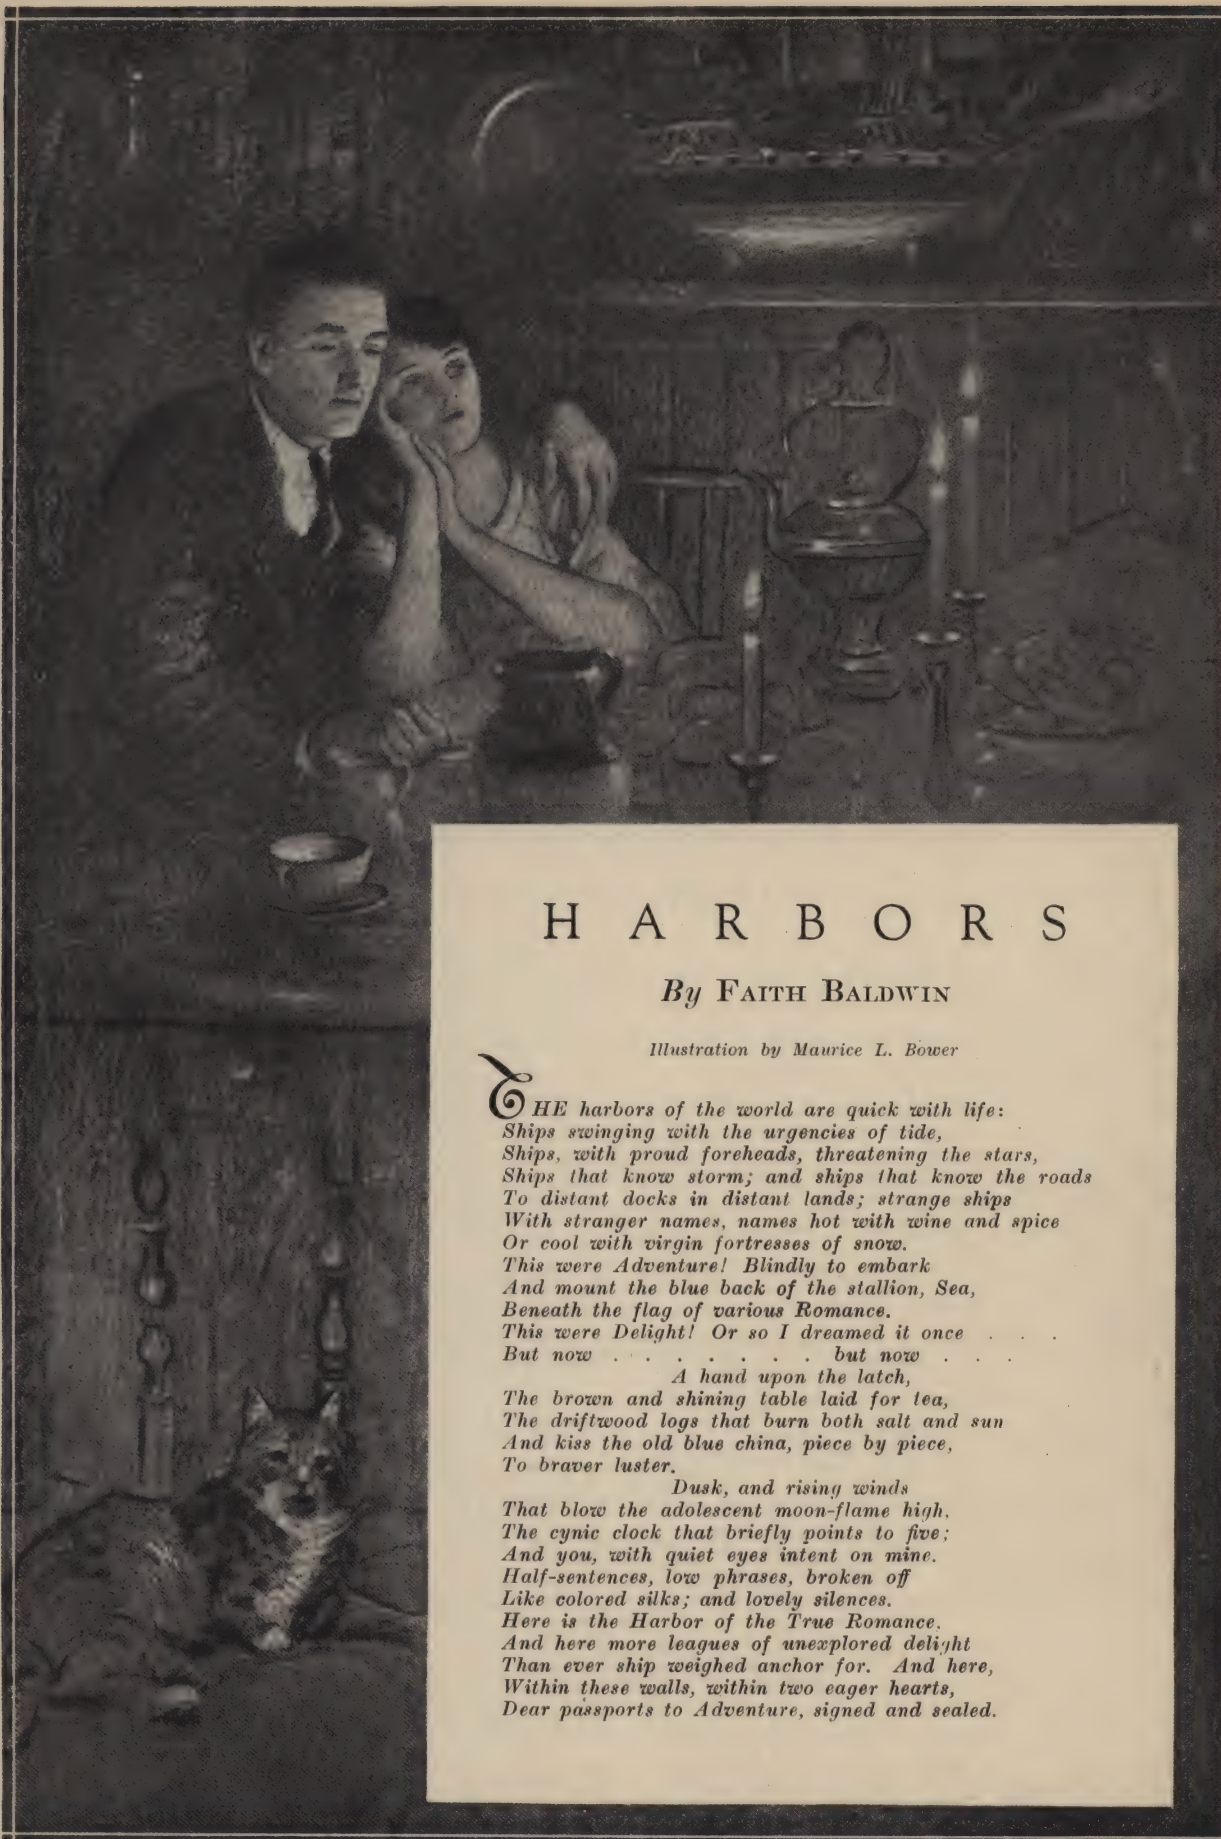 HARBORS
By FAITH BALDWIN
Illustration by Maurice L. Bower
THE harbors of the world are quick with life:
Ships swinging with the urgencies of tide,
Ships, with proud foreheads, threatening the stars,
Ships that know storm; and ships that know the roads
To distant docks in distant lands; strange ships
With stranger names, names hot with wine and spice
Or cool with virgin fortresses of snow.
This were Adventure! Blindly to embark
And mount the blue back of the stallion, Sea,
Beneath the flag of various Romance.
This were Delight! Or so I dreamed it once . . .
But now . . . . . . . but now . . .
A hand upon the latch,
The brown and shining table laid for tea,
The driftwood logs that burn both salt and sun
And kiss the old blue china, piece by piece,
To braver luster.
Dusk, and rising winds
That blow the adolescent moon-flame high,
The cynic clock that briefly points to five;
And you, with quiet eyes intent on mine.
Half-sentences, low phrases, broken off
Like colored silks; and lovely silences.
Here is the Harbor of the True Romance.
And here more leagues of unexplored delight
Than ever ship weighed anchor for. And here,
Within these walls, within two eager hearts,
Dear passports to Adventure, signed and sealed.